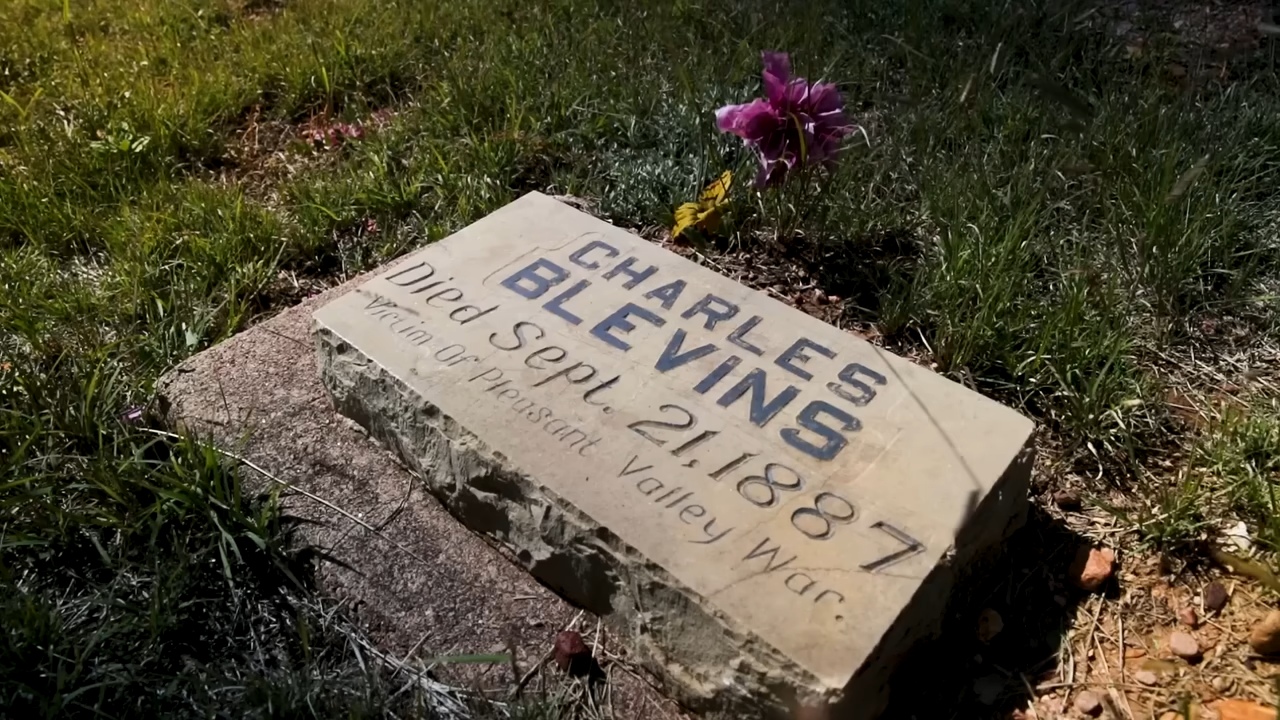 CHARLES
BLEVINS
Died Sept. 21, 1887
Victim Of Pleasant Valley War.